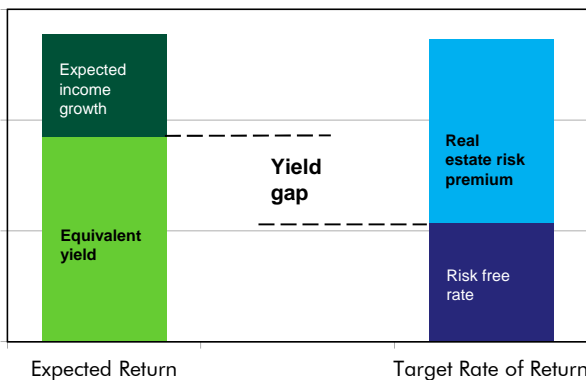 Expected
income
growth
Equivalent
yield
Yield
gap
Real
estate risk
premium
Risk free
rate
Expected Return
Target Rate of Return